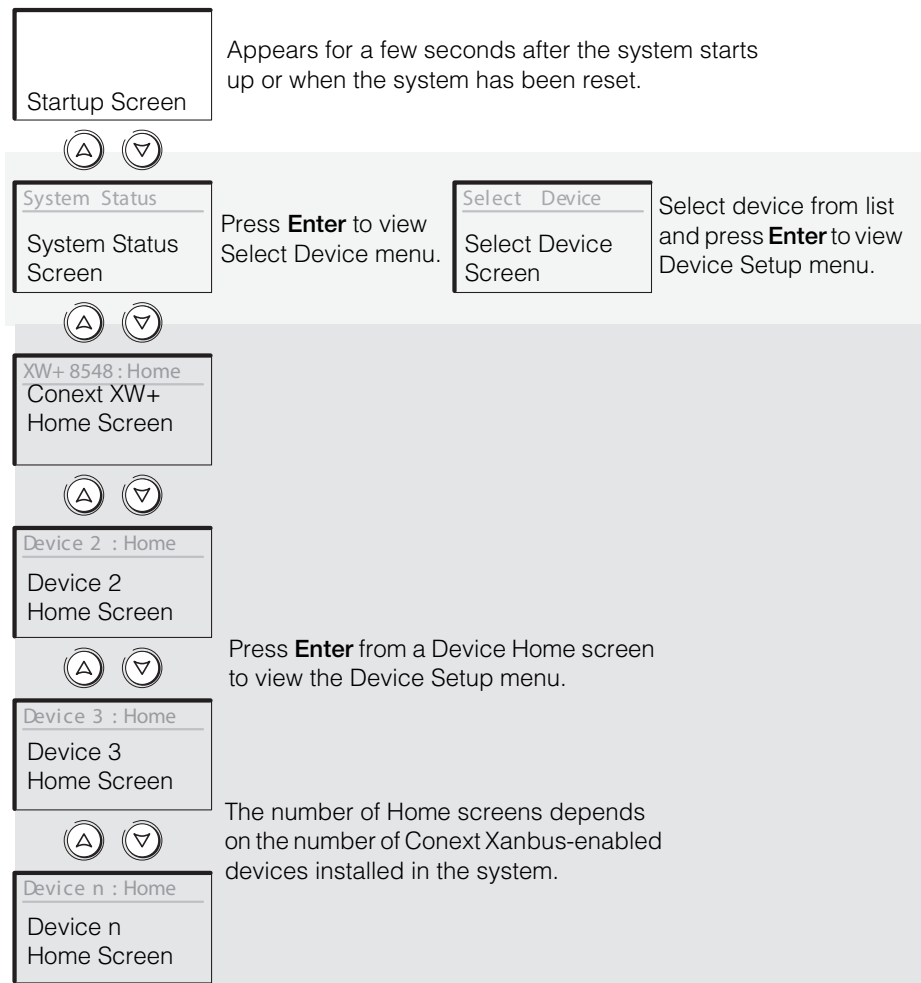 Startup Screen
Appears for a few seconds after the system starts
up or when the system has been reset.
System Status
System Status
Screen
Press Enter to view
Select Device menu.
Select Device
Select Device
Screen
Select device from list
and press Enter to view
Device Setup menu.
XW+ 8548 : Home
Conext XW+
Home Screen
Device 2 : Home
Device 2
Home Screen
Press Enter from a Device Home screen
to view the Device Setup menu.
Device 3 : Home
Device 3
Home Screen
The number of Home screens depends
on the number of Conext Xanbus-enabled
devices installed in the system.
Device n : Home
Device n
Home Screen